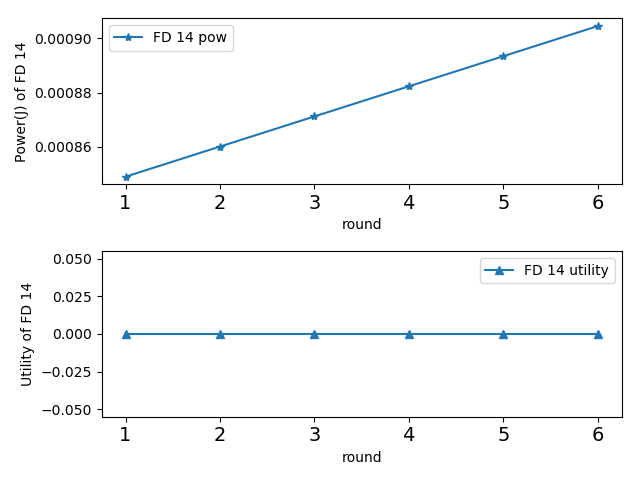 Power(J) of FD 14
0.00090
0.00088
0.00086
FD 14 pow
1 2 3 4 5 6
round
Utility of FD 14
0.050
0.025
0.000
−0.025
−0.050
FD 14 utility
1 2 3 4 5 6
round